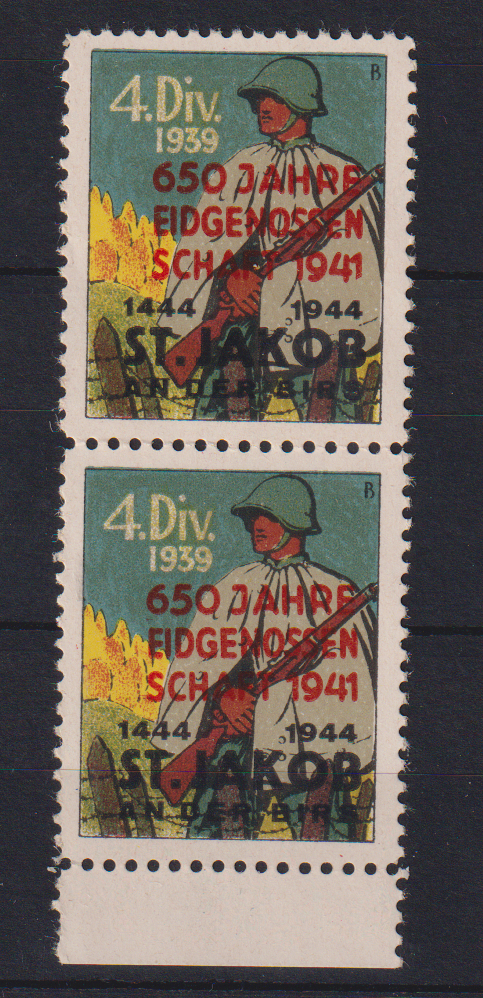 B
4.Div.
1939
650 JAHRE
EIDGENOSSEN
SCHAFT 1941
1444 1944
ST. JAKOB
AN DER BIRS
B
4.Div.
1939
650 JAHRE
EIDGENOSSEN
SCHAFT 1941
1444 1944
ST. JAKOB
AN DER BIRS